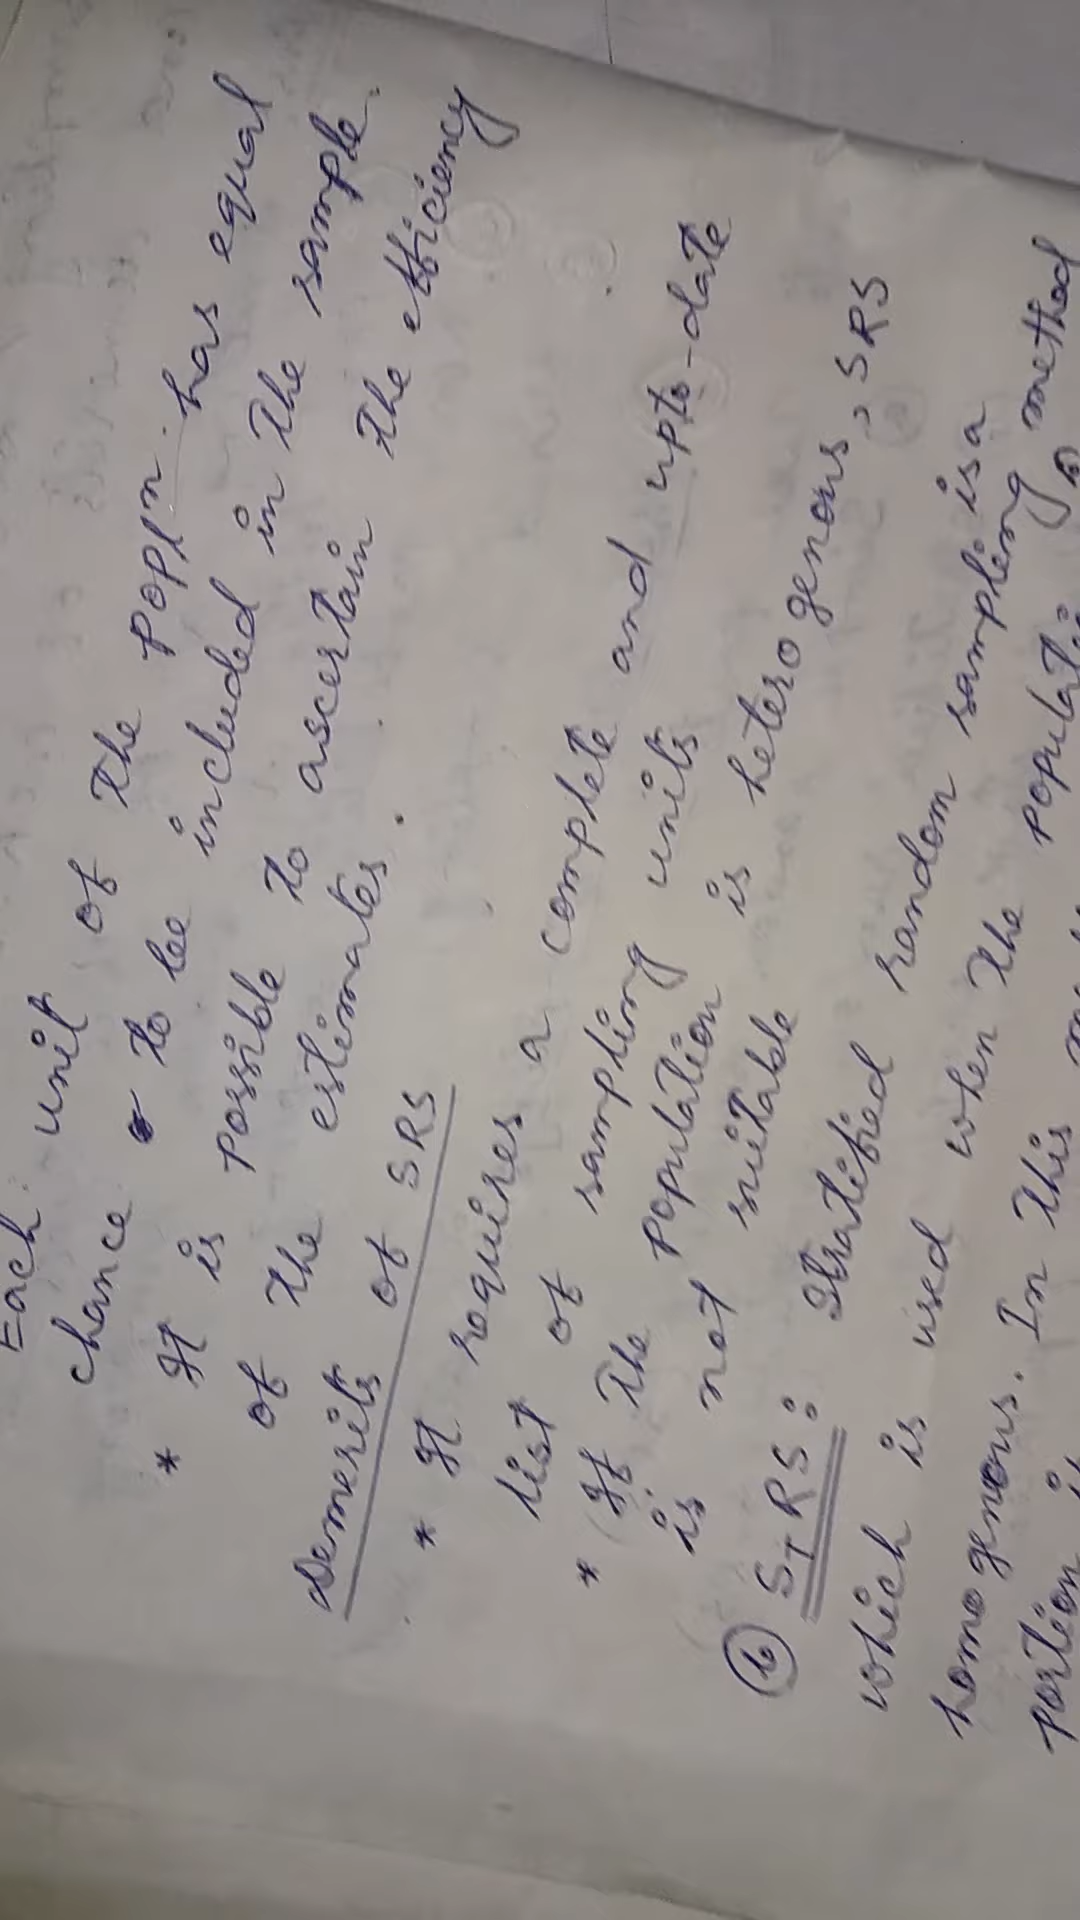 Each unit of the popln. has equal
chance to be included in the sample.
* It is possible to ascertain the efficiency
of the estimates.
Demerits of SRS
* It requires a complete and upto-date
list of sampling units
* If the population is heterogenous, SRS
is not suitable
(b) STRS: Stratified random sampling is a
which is used when the population method
homogenous. In this
portion